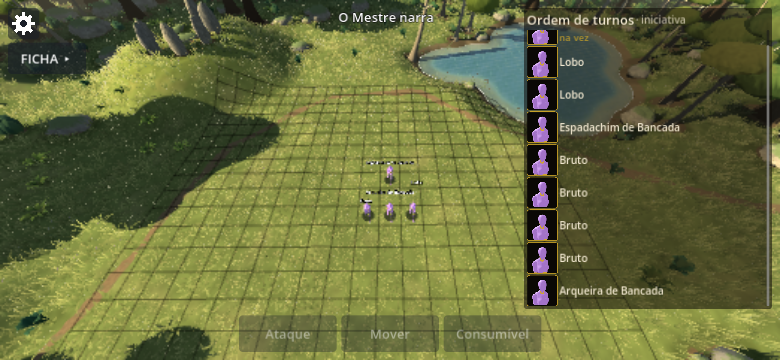 O Mestre narra
Ordem de turnos iniciativa
na vez
FICHA
Lobo
Lobo
Espadachim de Bancada
Bruto
Bruto
Bruto
Bruto
Arqueira de Bancada
Ataque
Mover
Consumível